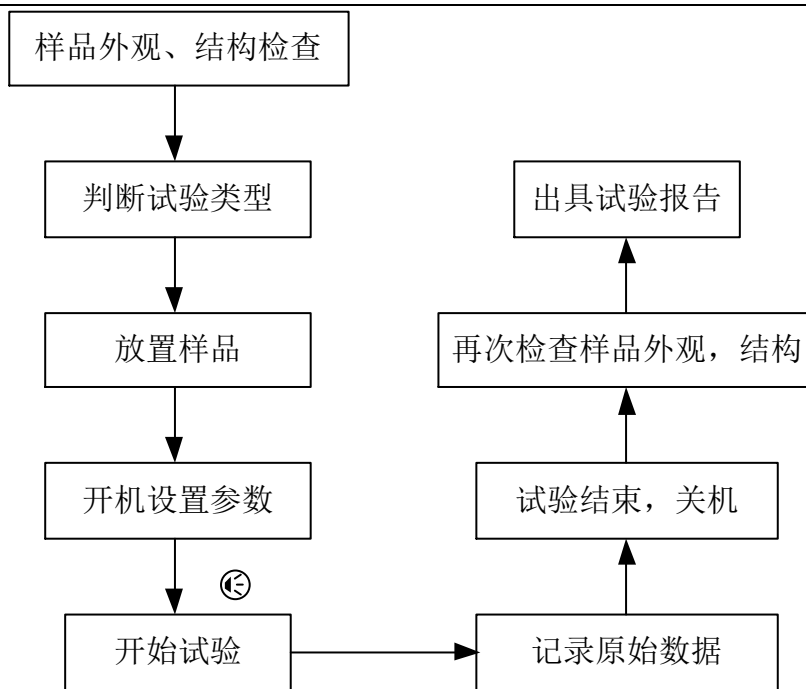 样品外观、结构检查
判断试验类型
放置样品
开机设置参数
开始试验
记录原始数据
试验结束，关机
再次检查样品外观，结构
出具试验报告